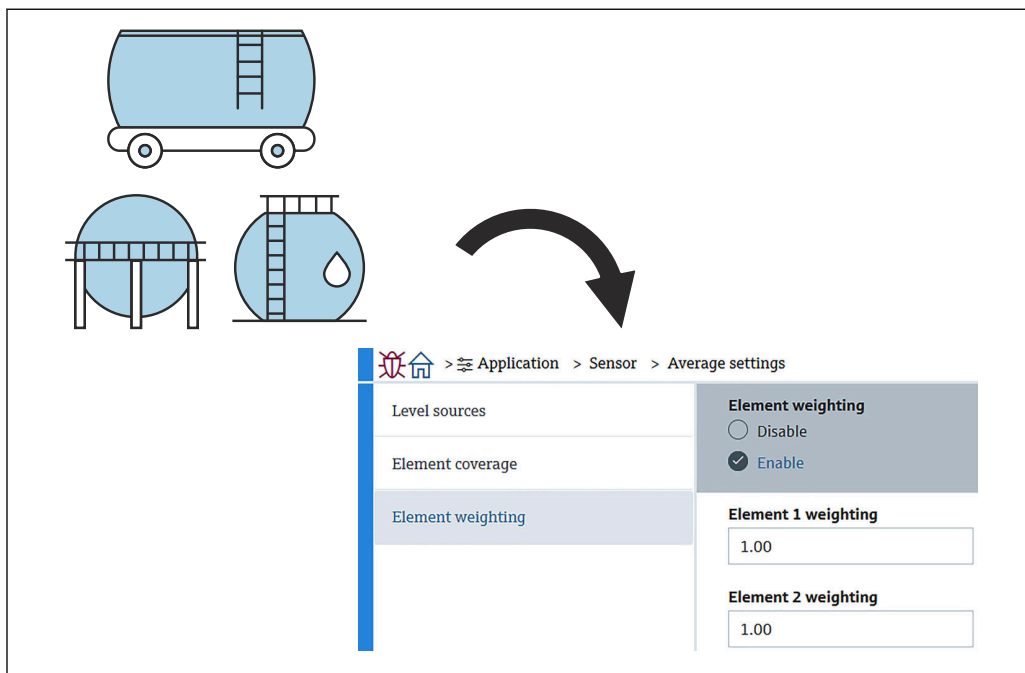 > Application > Sensor > Average settings
Level sources
Element coverage
Element weighting
Element weighting
Disable
Enable
Element 1 weighting
1.00
Element 2 weighting
1.00